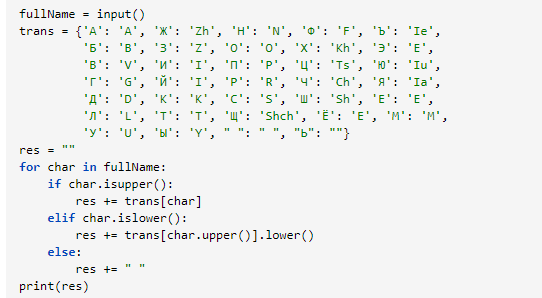 fullName = input()
trans = {'А': 'A', 'Ж': 'Zh', 'Н': 'N', 'Ф': 'F', 'Ъ': 'Ie',
'Б': 'B', 'З': 'Z', 'О': 'O', 'Х': 'Kh', 'Э': 'E',
'В': 'V', 'И': 'I', 'П': 'P', 'Ц': 'Ts', 'Ю': 'Iu',
'Г': 'G', 'Й': 'I', 'Р': 'R', 'Ч': 'Ch', 'Я': 'Ia',
'Д': 'D', 'К': 'K', 'С': 'S', 'Ш': 'Sh', 'Е': 'E',
'Л': 'L', 'Т': 'T', 'Щ': 'Shch', 'Ё': 'E', 'М': 'M',
'У': 'U', 'Ы': 'Y', " ": " ", "Ь": ""}
res = ""
for char in fullName:
if char.isupper():
res += trans[char]
elif char.islower():
res += trans[char.upper()].lower()
else:
res += " "
print(res)